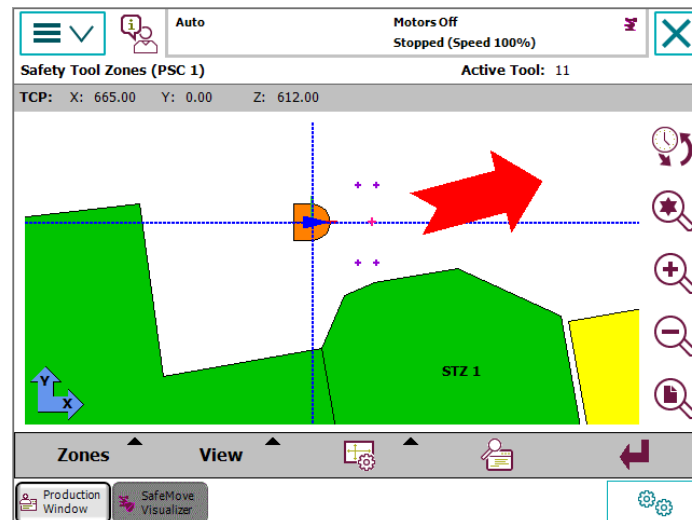 Auto
Motors Off
Stopped (Speed 100%)
Safety Tool Zones (PSC 1)
Active Tool: 11
TCP: X: 665.00 Y: 0.00 Z: 612.00
STZ 1
Y
X
Zones
View
Production
Window
SafeMove
Visualizer